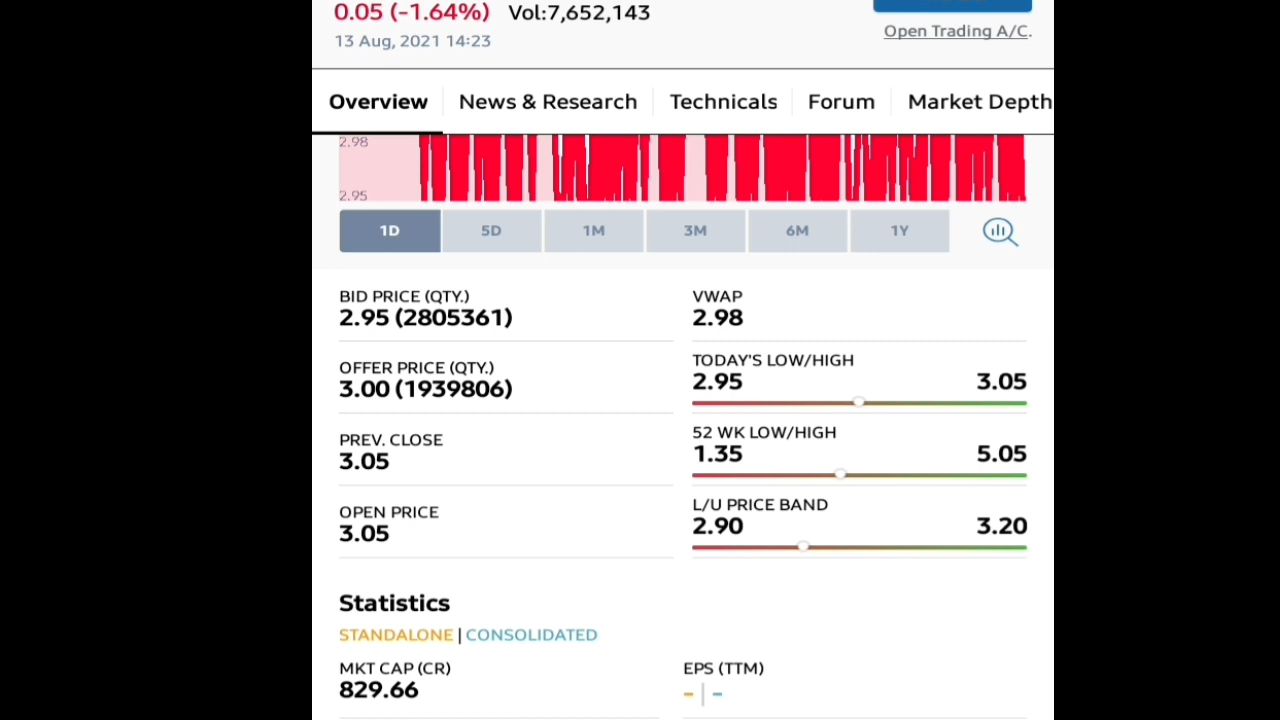 0.05 (-1.64%) Vol:7,652,143
13 Aug, 2021 14:23
Open Trading A/C.
Overview News & Research Technicals Forum Market Depth
2.98
2.95
1D 5D 1M 3M 6M 1Y
BID PRICE (QTY.)
2.95 (2805361)
VWAP
2.98
OFFER PRICE (QTY.)
3.00 (1939806)
TODAY'S LOW/HIGH
2.95 3.05
PREV. CLOSE
3.05
52 WK LOW/HIGH
1.35 5.05
OPEN PRICE
3.05
L/U PRICE BAND
2.90 3.20
Statistics
STANDALONE | CONSOLIDATED
MKT CAP (CR)
829.66
EPS (TTM)
- | -